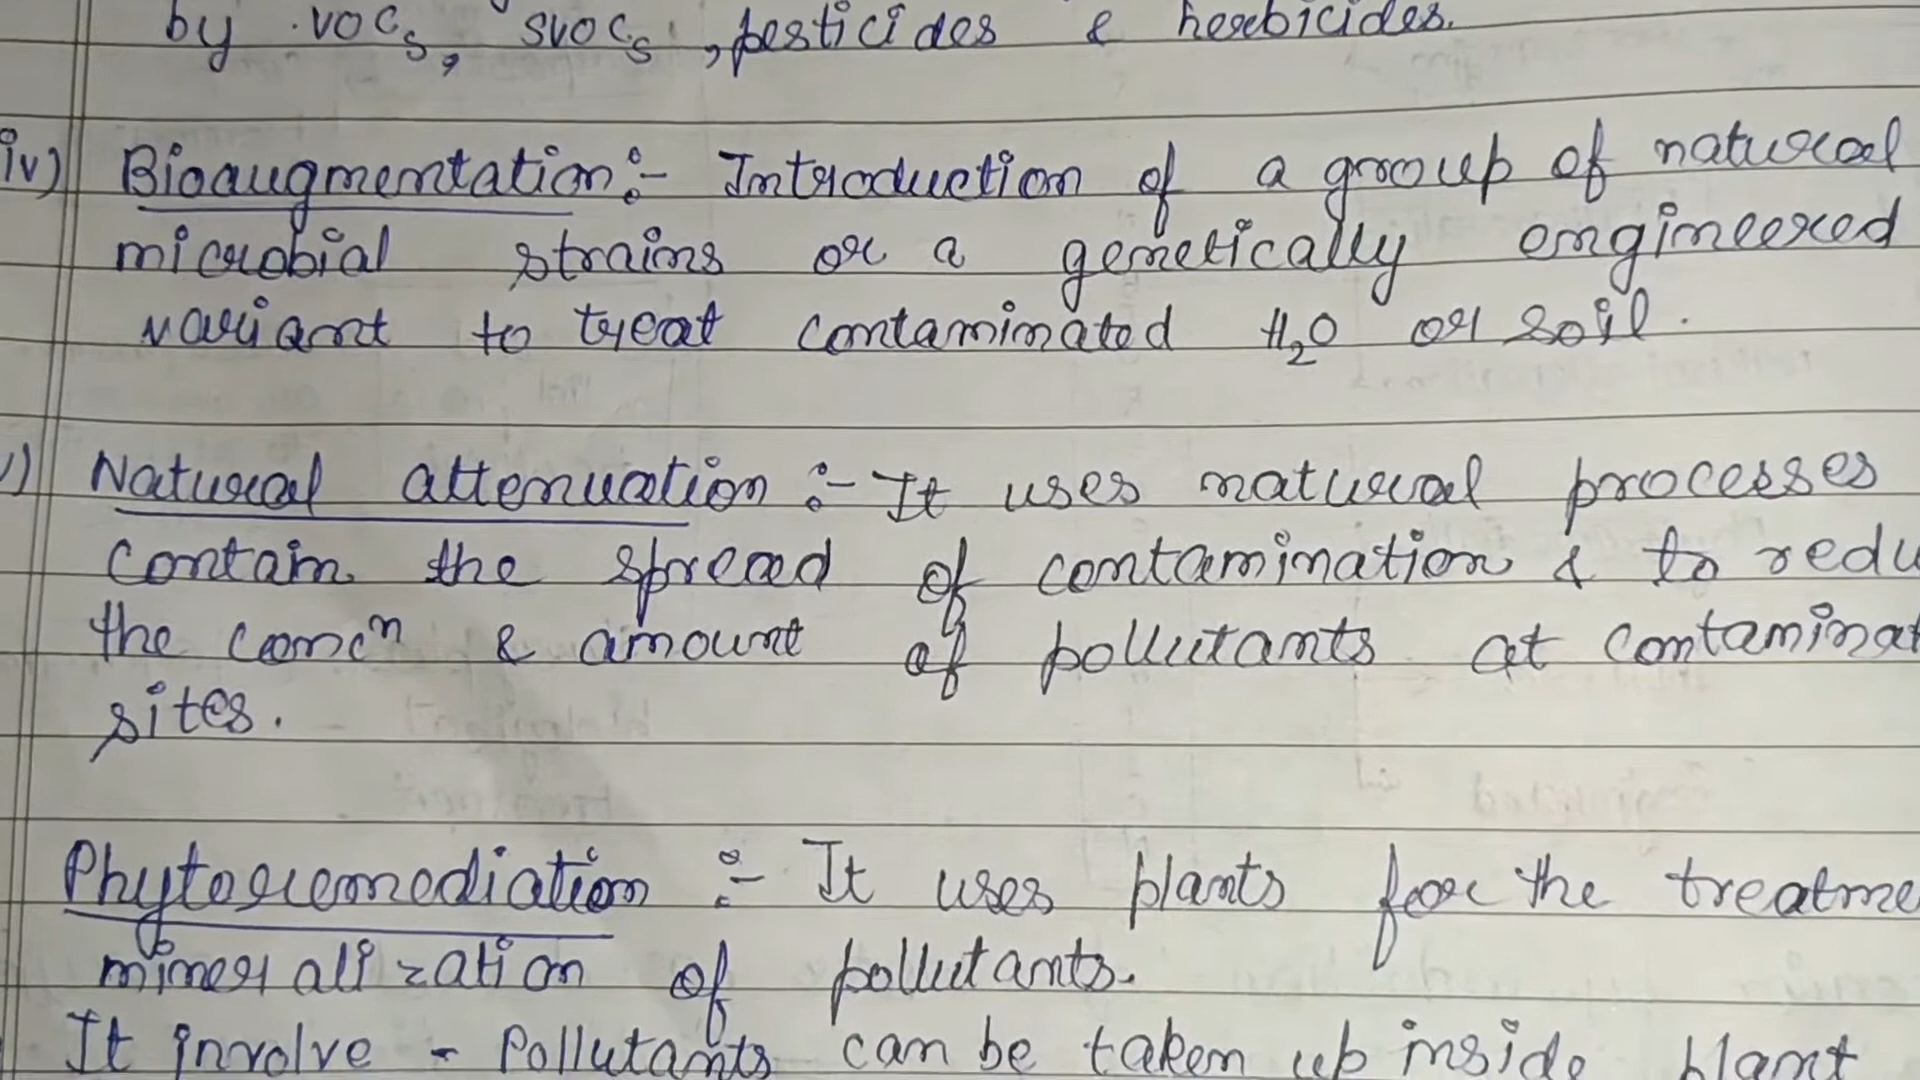 by VOCs, SVOCs, pesticides & herbicides.
iv) Bioaugmentation:- Introduction of a group of natural
microbial strains or a genetically engineered
variant to treat contaminated H₂O or soil.
) Natural attenuation :- It uses natural processes
contain the spread of contamination & to redu
the concⁿ & amount of pollutants at contaminat
sites.
Phytoremediation :- It uses plants for the treatme
mineralization of pollutants.
It involve - Pollutants can be taken up inside plant